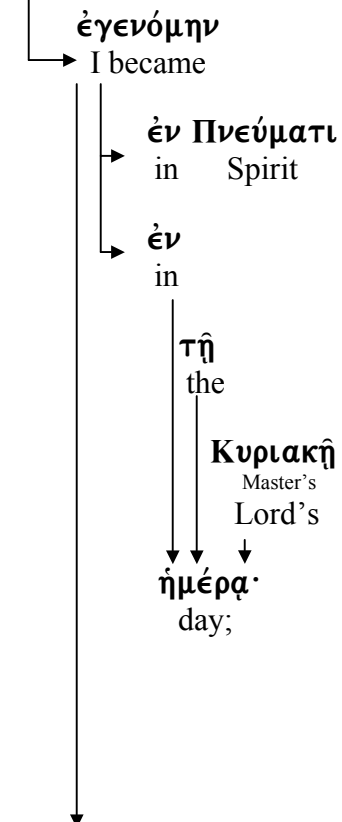 ἐγενόμην
I became
ἐν Πνεύματι
in Spirit
ἐν
in
τῇ
the
Κυριακῇ
Master's
Lord's
ἡμέρᾳ·
day;